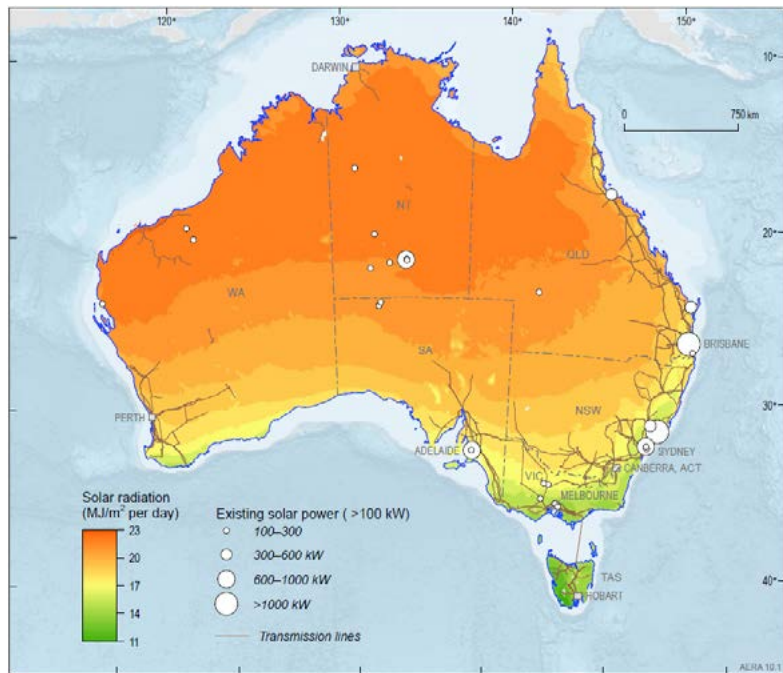 120°
130°
140°
150°
10°
DARWIN
0
750 km
NT
20°
QLD
WA
SA
BRISBANE
30°
NSW
PERTH
ADELAIDE
SYDNEY
CANBERRA, ACT
VIC
MELBOURNE
Solar radiation
(MJ/m² per day)
23
20
17
14
11
Existing solar power ( >100 kW)
100–300
300–600 kW
600–1000 kW
>1000 kW
Transmission lines
TAS
40°
HOBART
AERA 10.1